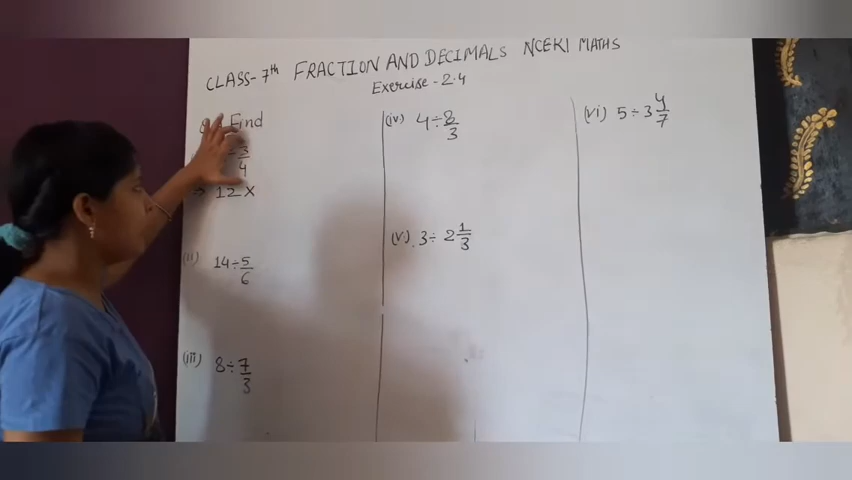 CLASS-7th FRACTION AND DECIMALS NCERT MATHS
Exercise-2.4
Find
÷ 3/4
12 ×
(ii) 14 ÷ 5/6
(iii) 8 ÷ 7/3
(iv) 4 ÷ 8/3
(v) 3 ÷ 2 1/3
(vi) 5 ÷ 3 4/7